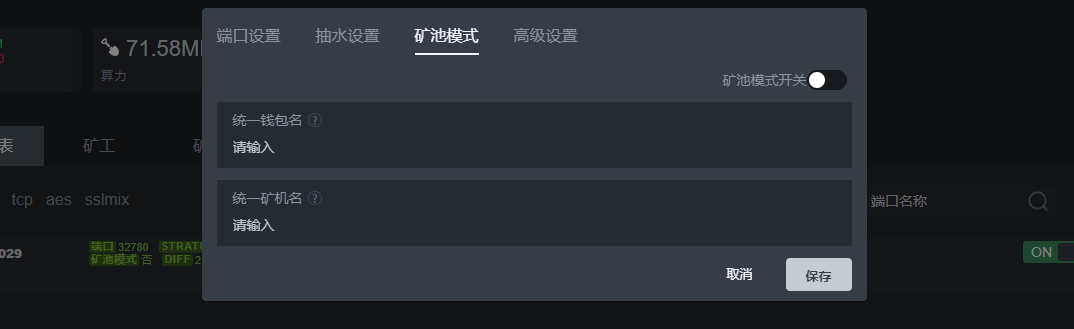 端口设置 抽水设置 矿池模式 高级设置
71.58M
算力
矿池模式开关
统一钱包名 ?
请输入
表 矿工
统一矿机名 ?
tcp aes sslmix
请输入
端口名称
029
端口 32780 STRATU
ON
矿池模式 否 DIFF 2
取消 保存